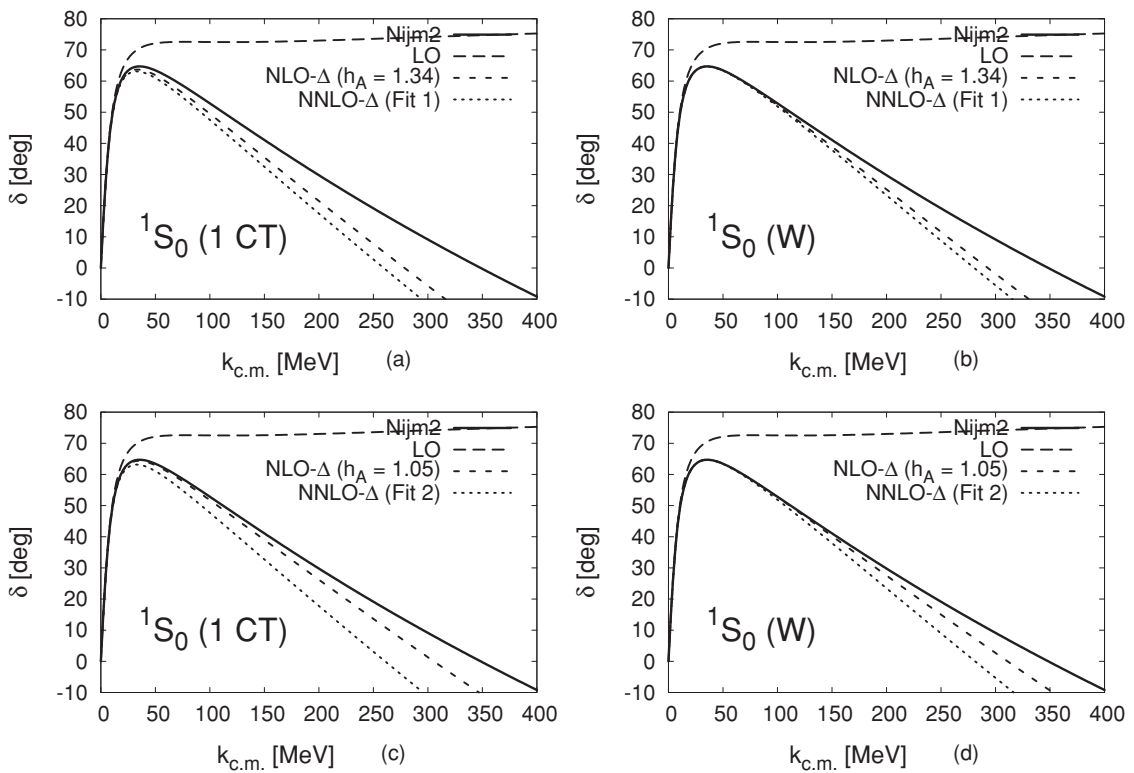 80
70
60
50
40
30
20
10
0
-10
δ [deg]
Nijm2
LO
NLO-Δ (h_A = 1.34)
NNLO-Δ (Fit 1)
¹S₀ (1 CT)
0 50 100 150 200 250 300 350 400
k_c.m. [MeV] (a)
80
70
60
50
40
30
20
10
0
-10
δ [deg]
Nijm2
LO
NLO-Δ (h_A = 1.34)
NNLO-Δ (Fit 1)
¹S₀ (W)
0 50 100 150 200 250 300 350 400
k_c.m. [MeV] (b)
80
70
60
50
40
30
20
10
0
-10
δ [deg]
Nijm2
LO
NLO-Δ (h_A = 1.05)
NNLO-Δ (Fit 2)
¹S₀ (1 CT)
0 50 100 150 200 250 300 350 400
k_c.m. [MeV] (c)
80
70
60
50
40
30
20
10
0
-10
δ [deg]
Nijm2
LO
NLO-Δ (h_A = 1.05)
NNLO-Δ (Fit 2)
¹S₀ (W)
0 50 100 150 200 250 300 350 400
k_c.m. [MeV] (d)